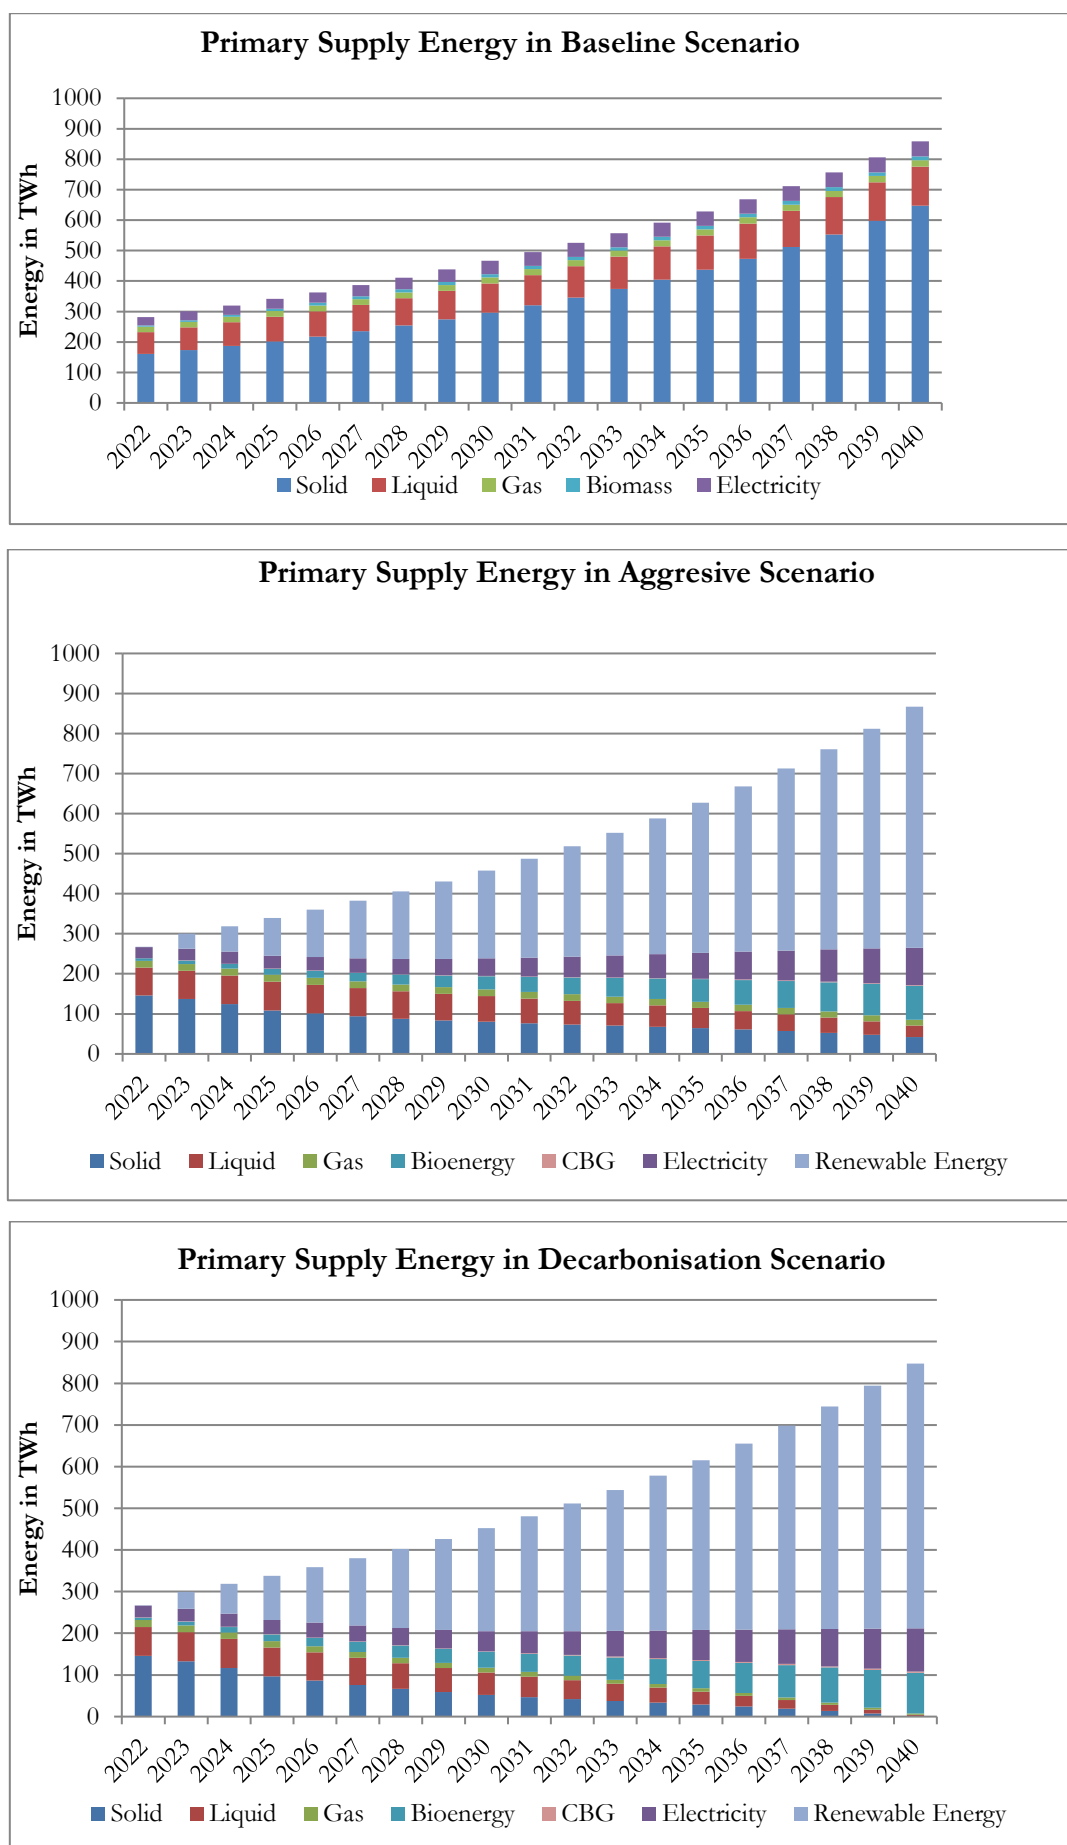 Primary Supply Energy in Baseline Scenario
Energy in TWh
1000
900
800
700
600
500
400
300
200
100
0
2022 2023 2024 2025 2026 2027 2028 2029 2030 2031 2032 2033 2034 2035 2036 2037 2038 2039 2040
Solid Liquid Gas Biomass Electricity
Primary Supply Energy in Aggresive Scenario
Energy in TWh
1000
900
800
700
600
500
400
300
200
100
0
2022 2023 2024 2025 2026 2027 2028 2029 2030 2031 2032 2033 2034 2035 2036 2037 2038 2039 2040
Solid Liquid Gas Bioenergy CBG Electricity Renewable Energy
Primary Supply Energy in Decarbonisation Scenario
Energy in TWh
1000
900
800
700
600
500
400
300
200
100
0
2022 2023 2024 2025 2026 2027 2028 2029 2030 2031 2032 2033 2034 2035 2036 2037 2038 2039 2040
Solid Liquid Gas Bioenergy CBG Electricity Renewable Energy